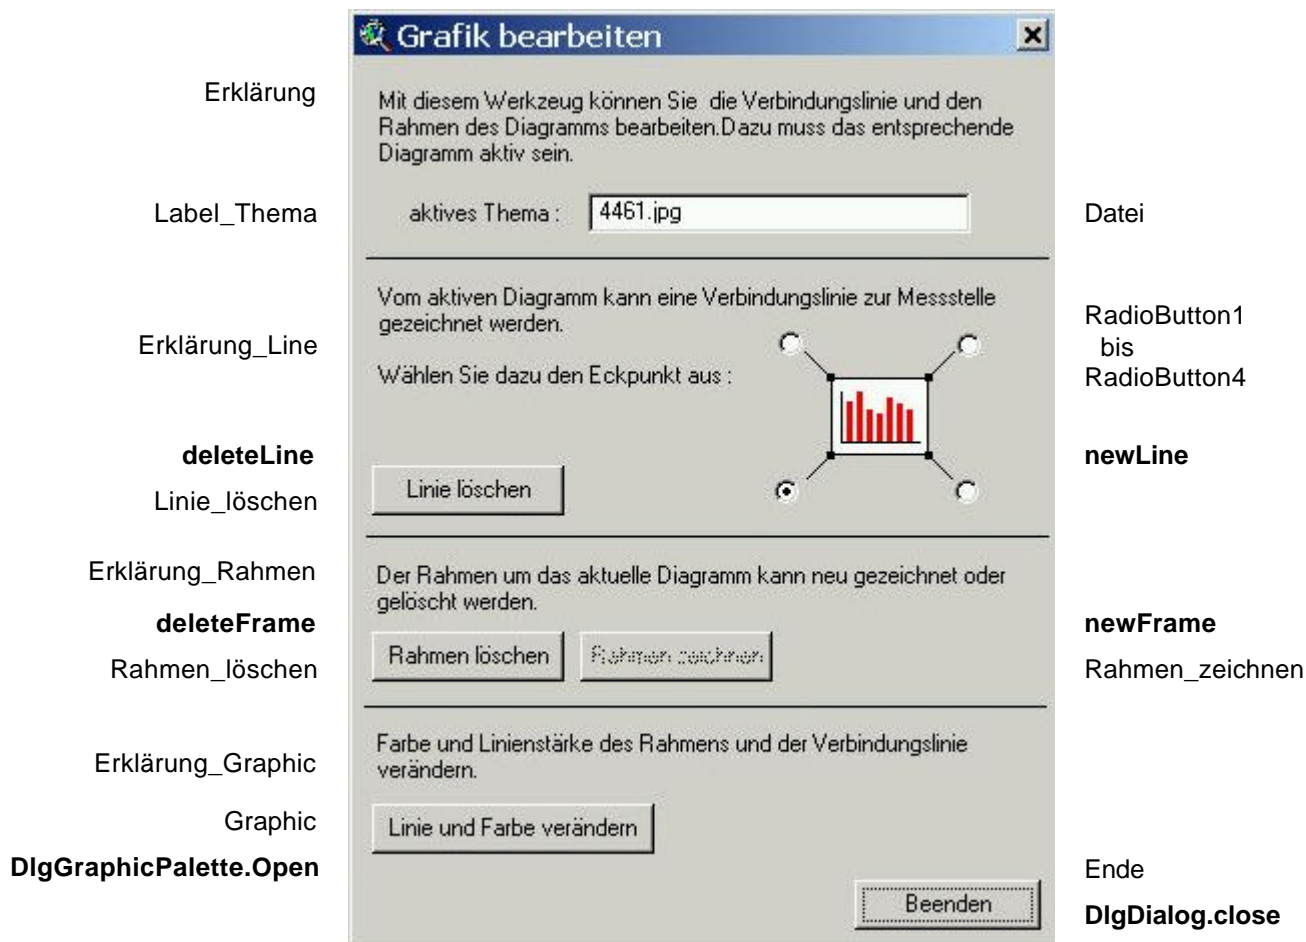 Grafik bearbeiten
Erklärung
Mit diesem Werkzeug können Sie die Verbindungslinie und den
Rahmen des Diagramms bearbeiten.Dazu muss das entsprechende
Diagramm aktiv sein.
Label_Thema
aktives Thema :
4461.jpg
Datei
Vom aktiven Diagramm kann eine Verbindungslinie zur Messstelle
gezeichnet werden.
Erklärung_Line
Wählen Sie dazu den Eckpunkt aus :
RadioButton1
bis
RadioButton4
deleteLine
newLine
Linie_löschen
Linie löschen
Erklärung_Rahmen
Der Rahmen um das aktuelle Diagramm kann neu gezeichnet oder
gelöscht werden.
deleteFrame
newFrame
Rahmen_löschen
Rahmen löschen
Rahmen zeichnen
Rahmen_zeichnen
Erklärung_Graphic
Farbe und Linienstärke des Rahmens und der Verbindungslinie
verändern.
Graphic
Linie und Farbe verändern
DlgGraphicPalette.Open
Ende
Beenden
DlgDialog.close